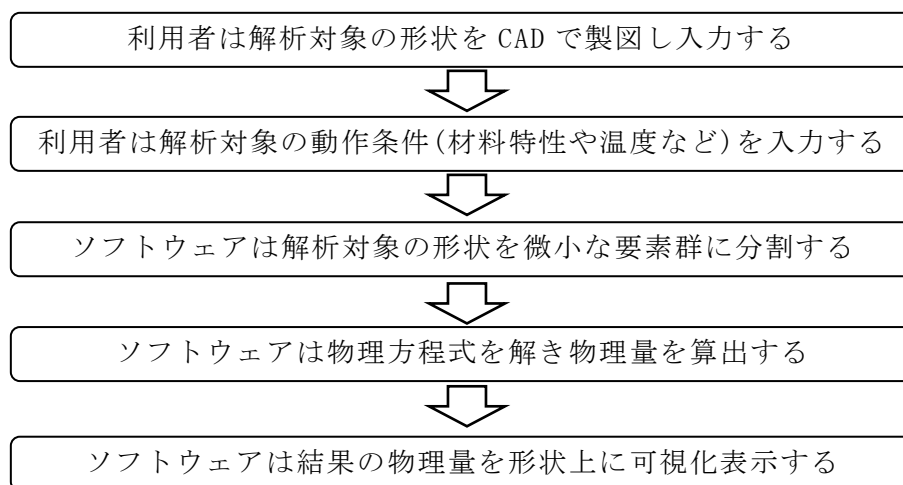 利用者は解析対象の形状を CAD で製図し入力する
利用者は解析対象の動作条件(材料特性や温度など)を入力する
ソフトウェアは解析対象の形状を微小な要素群に分割する
ソフトウェアは物理方程式を解き物理量を算出する
ソフトウェアは結果の物理量を形状上に可視化表示する